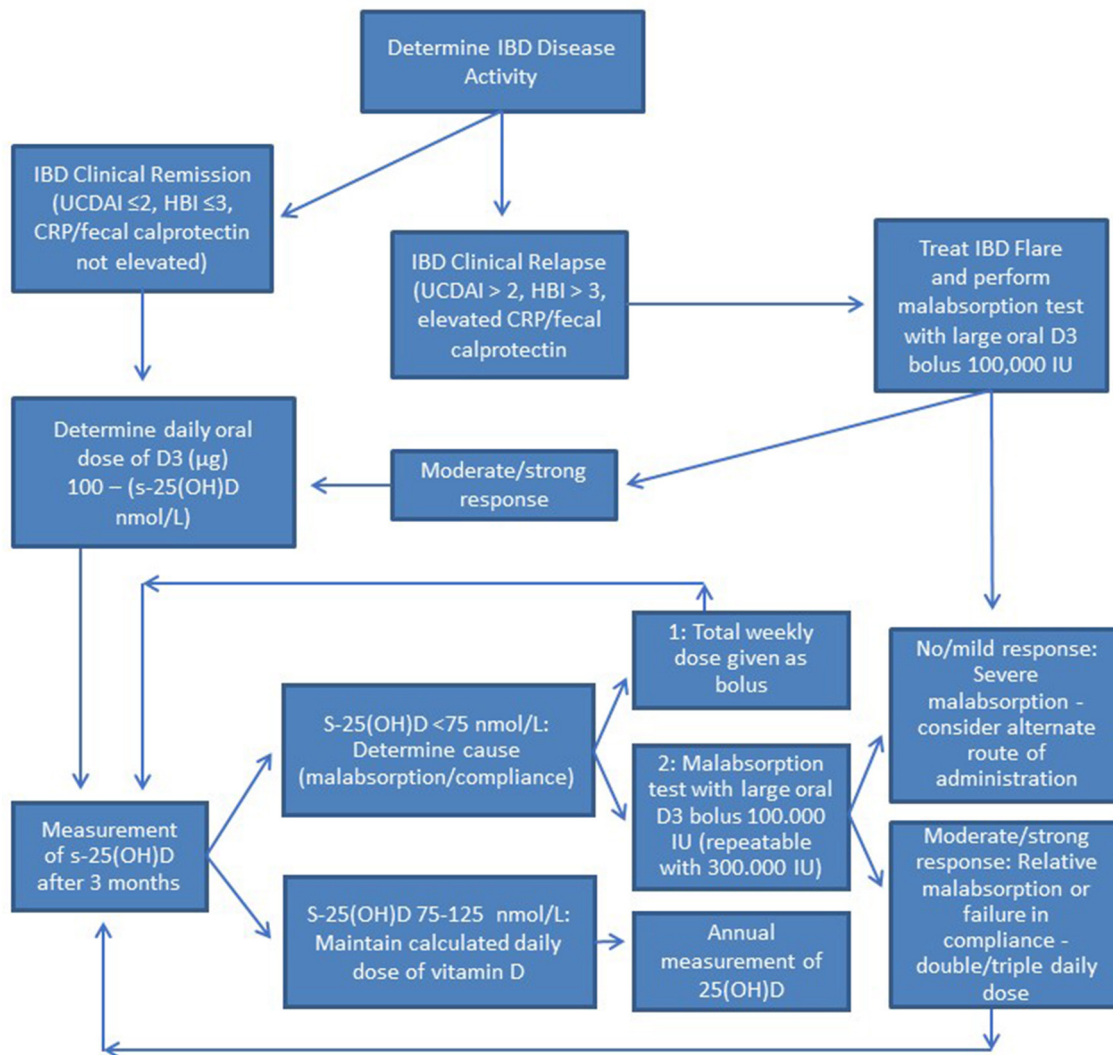 Determine IBD Disease
Activity
IBD Clinical Remission
(UCDAI ≤2, HBI ≤3,
CRP/fecal calprotectin
not elevated)
IBD Clinical Relapse
(UCDAI > 2, HBI > 3,
elevated CRP/fecal
calprotectin
Treat IBD Flare
and perform
malabsorption test
with large oral D3
bolus 100,000 IU
Determine daily oral
dose of D3 (µg)
100 – (s-25(OH)D
nmol/L)
Moderate/strong
response
1: Total weekly
dose given as
bolus
No/mild response:
Severe
malabsorption -
consider alternate
route of
administration
S-25(OH)D <75 nmol/L:
Determine cause
(malabsorption/compliance)
2: Malabsorption
test with large oral
D3 bolus 100.000
IU (repeatable
with 300.000 IU)
Measurement
of s-25(OH)D
after 3 months
Moderate/strong
response: Relative
malabsorption or
failure in
compliance -
double/triple daily
dose
S-25(OH)D 75-125 nmol/L:
Maintain calculated daily
dose of vitamin D
Annual
measurement of
25(OH)D